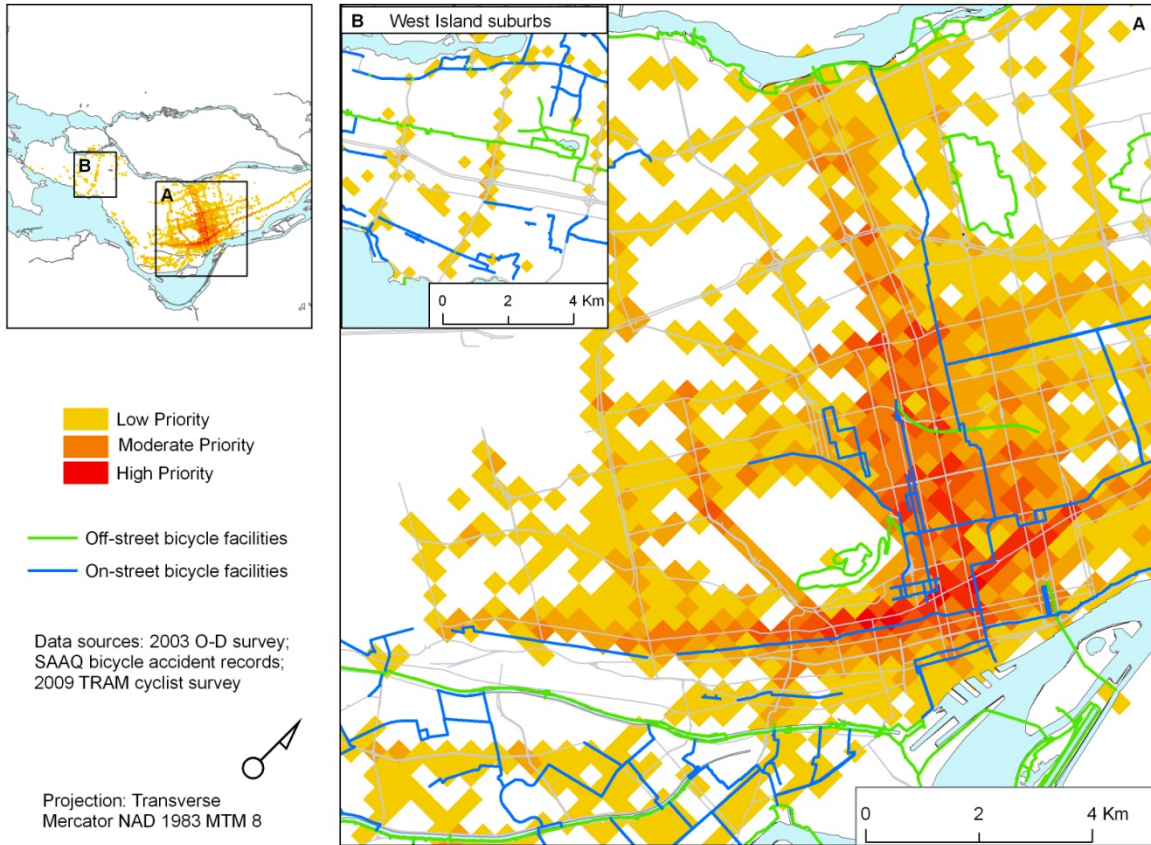 B
A
Low Priority
Moderate Priority
High Priority
Off-street bicycle facilities
On-street bicycle facilities
Data sources: 2003 O-D survey;
SAAQ bicycle accident records;
2009 TRAM cyclist survey
Projection: Transverse
Mercator NAD 1983 MTM 8
B West Island suburbs
0 2 4 Km
A
0 2 4 Km